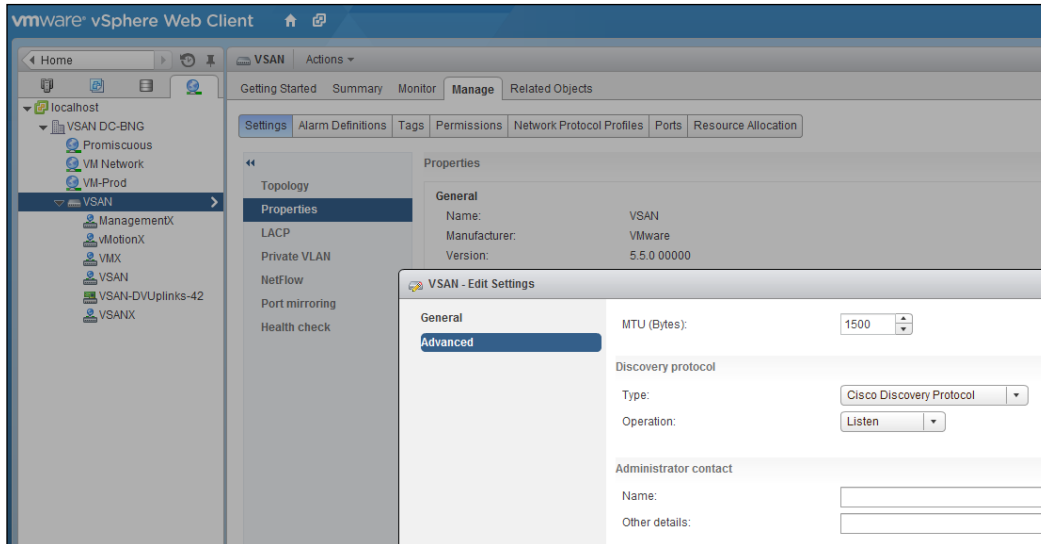 vmware® vSphere Web Client
Home
VSAN Actions
Getting Started Summary Monitor Manage Related Objects
localhost
VSAN DC-BNG
Promiscuous
VM Network
VM-Prod
VSAN
ManagementX
vMotionX
VMX
VSAN
VSAN-DVUplinks-42
VSANX
Settings Alarm Definitions Tags Permissions Network Protocol Profiles Ports Resource Allocation
Topology
Properties
LACP
Private VLAN
NetFlow
Port mirroring
Health check
Properties
General
Name: VSAN
Manufacturer: VMware
Version: 5.5.0 00000
VSAN - Edit Settings
General
Advanced
MTU (Bytes): 1500
Discovery protocol
Type: Cisco Discovery Protocol
Operation: Listen
Administrator contact
Name:
Other details: